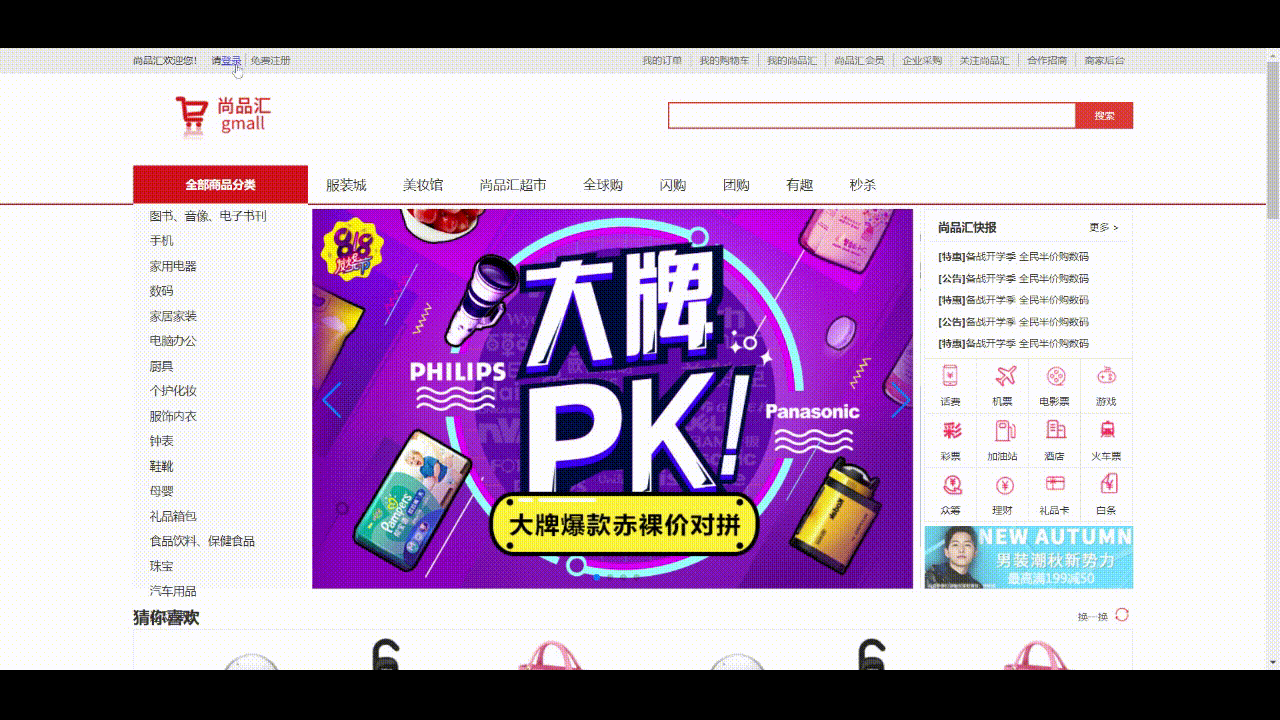 尚品汇欢迎您! 请登录 免费注册
我的订单 我的购物车 我的尚品汇 尚品汇会员 企业采购 关注尚品汇 合作招商 商家后台
尚品汇
gmall
搜索
全部商品分类 服装城 美妆馆 尚品汇超市 全球购 闪购 团购 有趣 秒杀
图书、音像、电子书刊
手机
家用电器
数码
家居家装
电脑办公
厨具
个护化妆
服饰内衣
钟表
鞋靴
母婴
礼品箱包
食品饮料、保健食品
珠宝
汽车用品
818
大牌
PK!
PHILIPS
Panasonic
Pampers
大牌爆款赤裸价对拼
尚品汇快报 更多 >
[特惠]备战开学季 全民半价购数码
[公告]备战开学季 全民半价购数码
[特惠]备战开学季 全民半价购数码
[公告]备战开学季 全民半价购数码
[特惠]备战开学季 全民半价购数码
话费 机票 电影票 游戏
彩票 加油站 酒店 火车票
众筹 理财 礼品卡 白条
NEW AUTUMN
男装潮秋新势力
最高满199减50
猜你喜欢 换一换